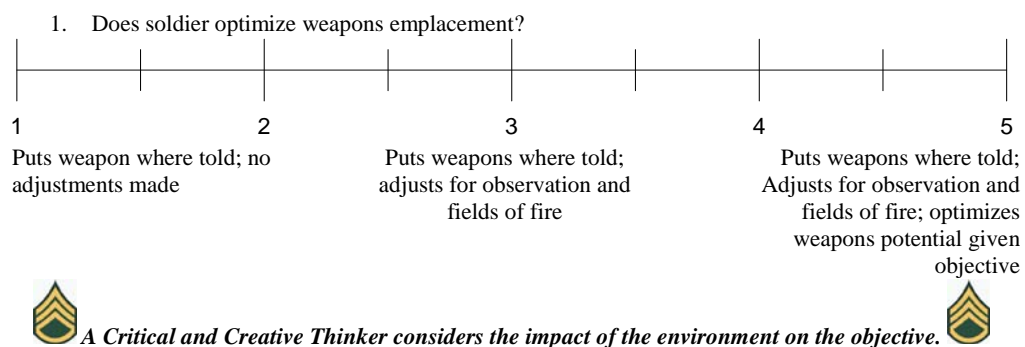 1. Does soldier optimize weapons emplacement?
1 2 3 4 5
Puts weapon where told; no
adjustments made
Puts weapons where told;
adjusts for observation and
fields of fire
Puts weapons where told;
Adjusts for observation and
fields of fire; optimizes
weapons potential given
objective
A Critical and Creative Thinker considers the impact of the environment on the objective.